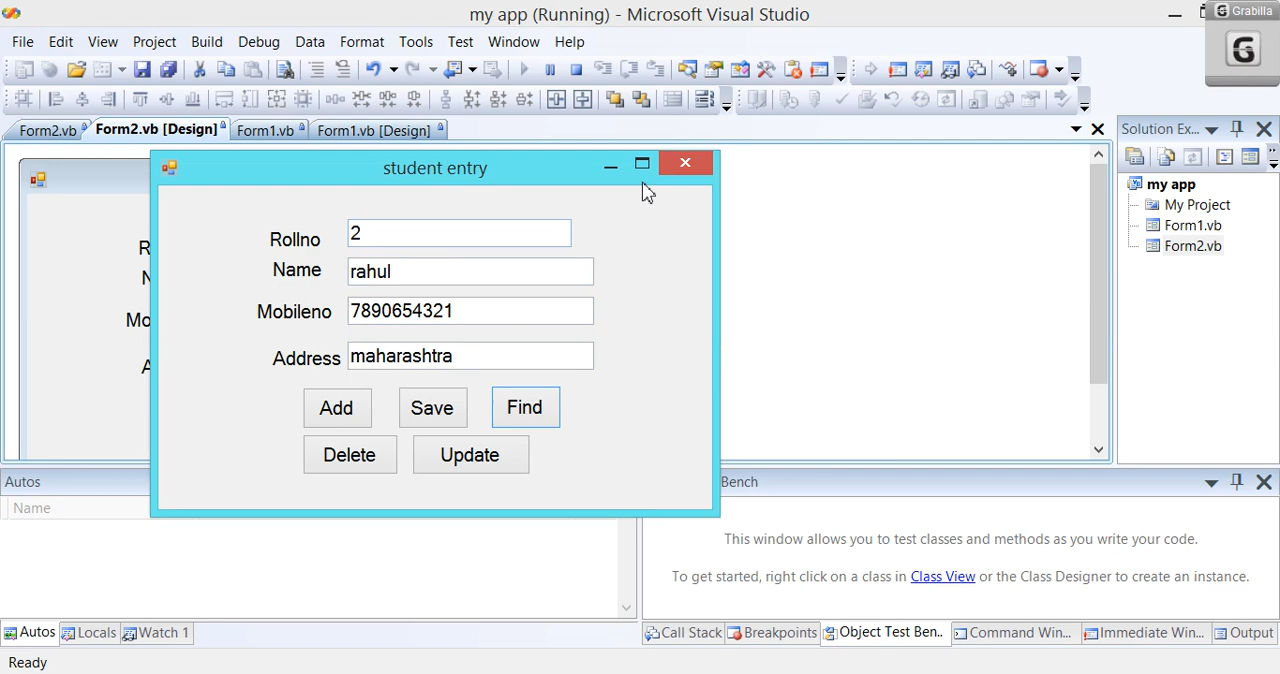 my app (Running) - Microsoft Visual Studio
Grabilla
G
File Edit View Project Build Debug Data Format Tools Test Window Help
Form2.vb Form2.vb [Design] Form1.vb Form1.vb [Design]
Solution Ex...
student entry
my app
My Project
Form1.vb
Form2.vb
R
Rollno 2
N
Name rahul
Mo
Mobileno 7890654321
A
Address maharashtra
Add Save Find
Delete Update
Autos
Bench
Name
This window allows you to test classes and methods as you write your code.
To get started, right click on a class in Class View or the Class Designer to create an instance.
Autos Locals Watch 1
Call Stack Breakpoints Object Test Ben.. Command Win... Immediate Win... Output
Ready